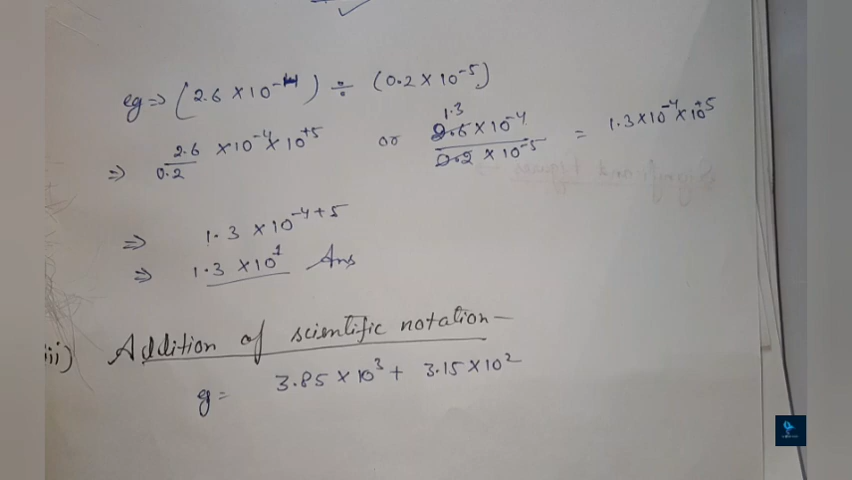 eg ⇒ (2.6 × 10⁻⁴) ÷ (0.2 × 10⁻⁵)
⇒ 2.6/0.2 × 10⁻⁴ × 10⁺⁵ or 1.3 2.6 × 10⁻⁴ / 0.2 × 10⁻⁵ = 1.3 × 10⁻⁴ × 10⁺⁵
⇒ 1.3 × 10⁻⁴⁺⁵
⇒ 1.3 × 10¹ Ans
iii) Addition of scientific notation —
eg = 3.85 × 10³ + 3.15 × 10²